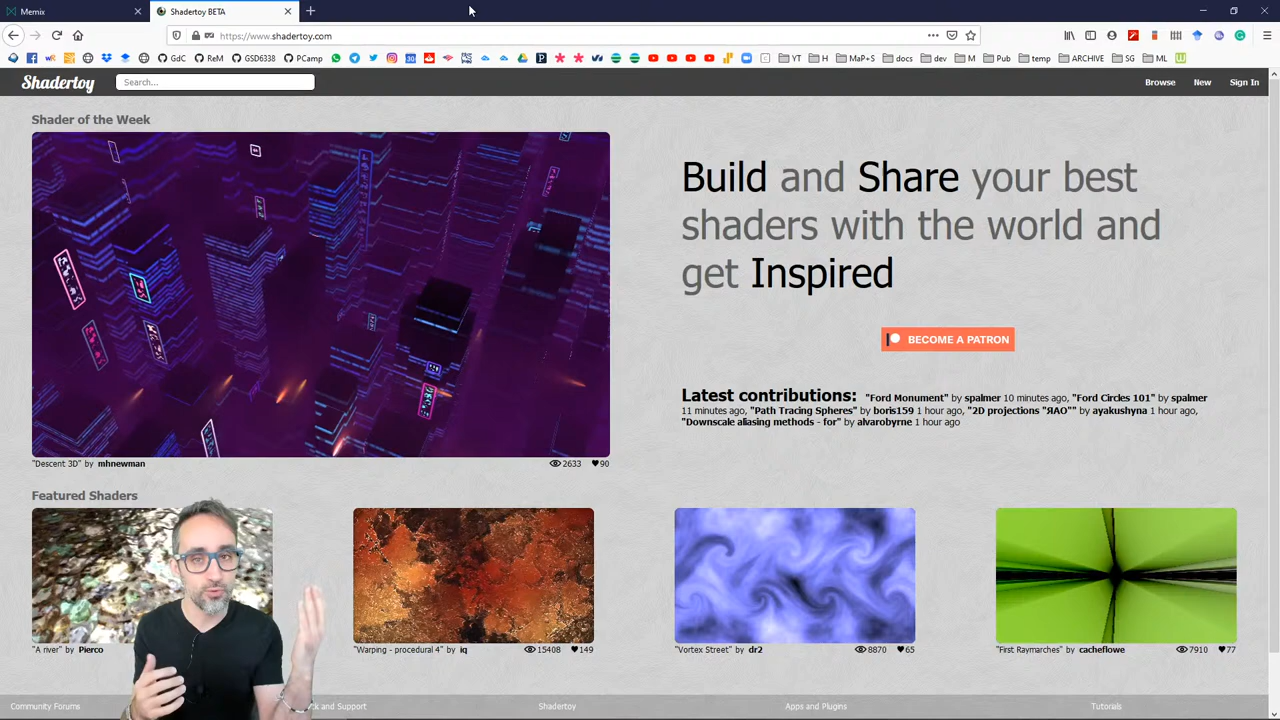 Memix
Shadertoy BETA
https://www.shadertoy.com
GdC
ReM
GSD6338
PCamp
YT
H
MaP+S
docs
dev
M
Pub
temp
ARCHIVE
SG
ML
Shadertoy
Search...
Browse
New
Sign In
Shader of the Week
Build and Share your best
shaders with the world and
get Inspired
BECOME A PATRON
Latest contributions: "Ford Monument" by spalmer 10 minutes ago, "Ford Circles 101" by spalmer
11 minutes ago, "Path Tracing Spheres" by boris159 1 hour ago, "2D projections "ЯAO"" by ayakushyna 1 hour ago,
"Downscale aliasing methods - for" by alvarobyrne 1 hour ago
"Descent 3D" by mhnewman
2633
90
Featured Shaders
"A river" by Pierco
"Warping - procedural 4" by iq
15408
149
"Vortex Street" by dr2
8870
65
"First Raymarches" by cacheflowe
7910
77
Community Forums
and Support
Shadertoy
Apps and Plugins
Tutorials